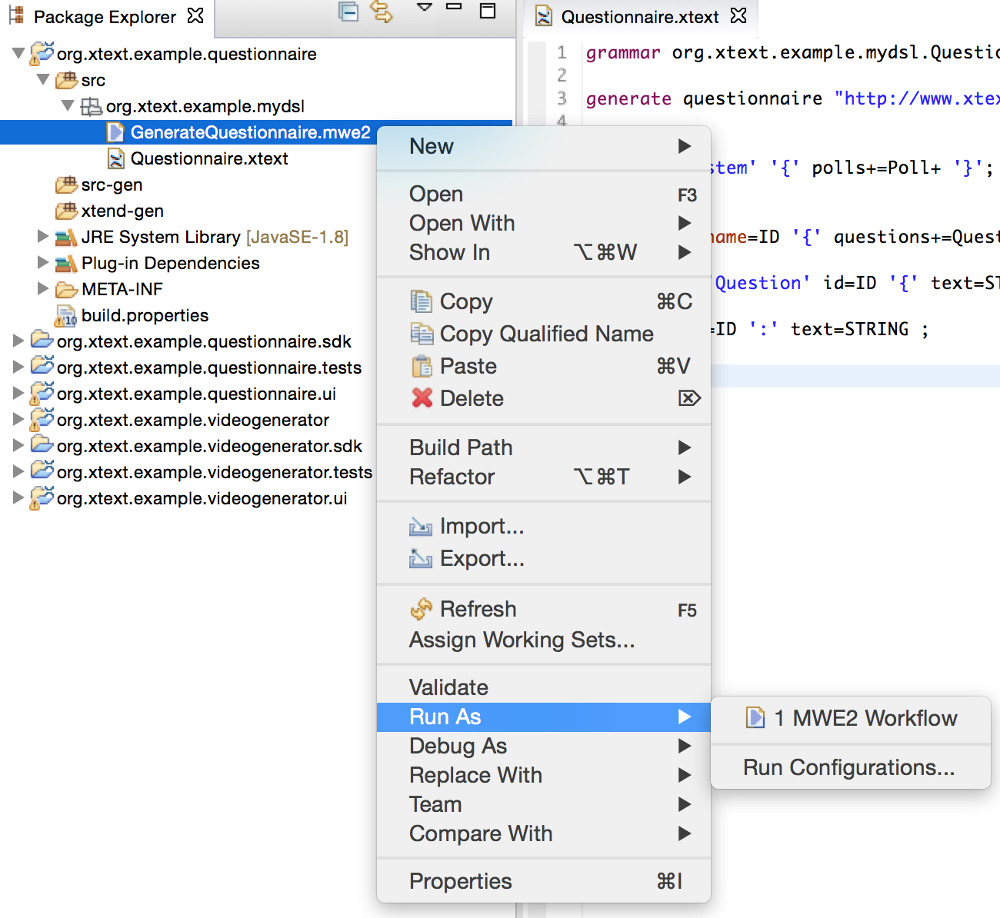 Package Explorer
org.xtext.example.questionnaire
src
org.xtext.example.mydsl
GenerateQuestionnaire.mwe2
Questionnaire.xtext
src-gen
xtend-gen
JRE System Library [JavaSE-1.8]
Plug-in Dependencies
META-INF
build.properties
org.xtext.example.questionnaire.sdk
org.xtext.example.questionnaire.tests
org.xtext.example.questionnaire.ui
org.xtext.example.videogenerator
org.xtext.example.videogenerator.sdk
org.xtext.example.videogenerator.tests
org.xtext.example.videogenerator.ui
Questionnaire.xtext
1 grammar org.xtext.example.mydsl.Questio
2
3 generate questionnaire "http://www.xtex
4
stem' '{' polls+=Poll+ '}';
name=ID '{' questions+=Quest
Question' id=ID '{' text=ST
=ID ':' text=STRING ;
New
Open F3
Open With
Show In ⌥⌘W
Copy ⌘C
Copy Qualified Name
Paste ⌘V
Delete ⌦
Build Path
Refactor ⌥⌘T
Import...
Export...
Refresh F5
Assign Working Sets...
Validate
Run As
Debug As
Replace With
Team
Compare With
Properties ⌘I
1 MWE2 Workflow
Run Configurations...